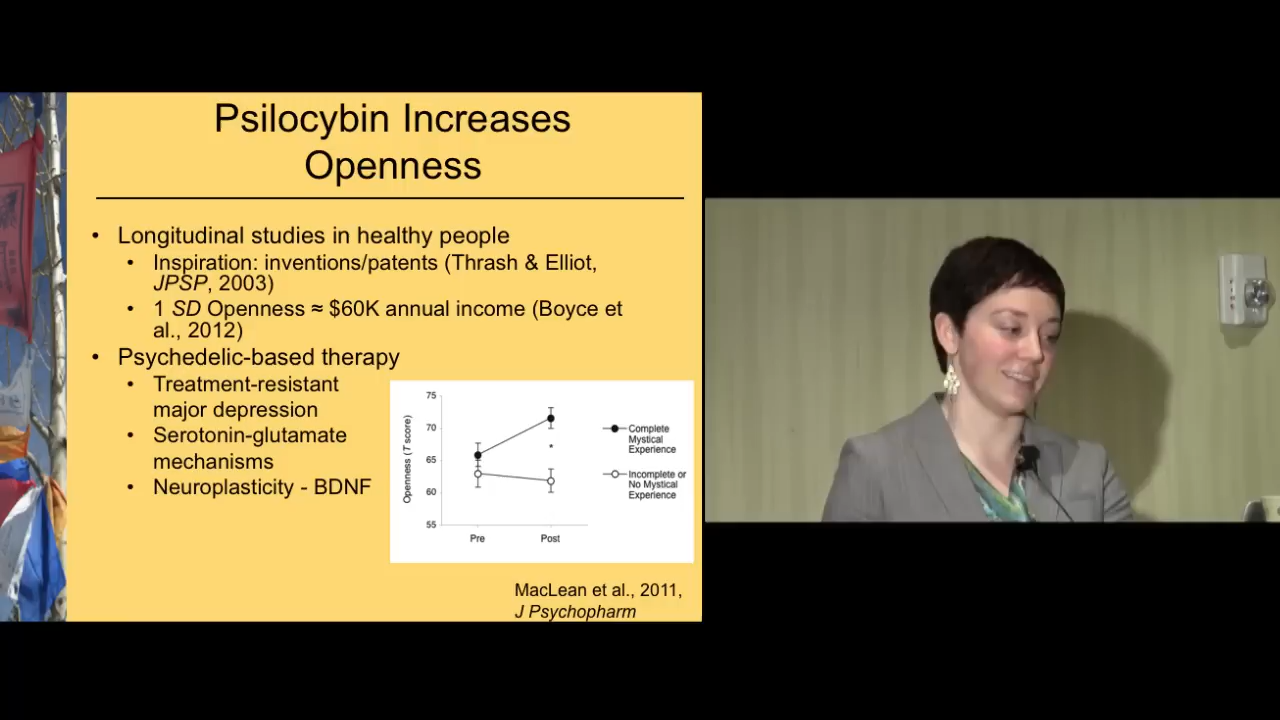 Psilocybin Increases
Openness
• Longitudinal studies in healthy people
• Inspiration: inventions/patents (Thrash & Elliot,
JPSP, 2003)
• 1 SD Openness ≈ $60K annual income (Boyce et
al., 2012)
• Psychedelic-based therapy
• Treatment-resistant
major depression
• Serotonin-glutamate
mechanisms
• Neuroplasticity - BDNF
Openness (T score)
75
70
65
60
55
*
Pre
Post
Complete
Mystical
Experience
Incomplete or
No Mystical
Experience
MacLean et al., 2011,
J Psychopharm